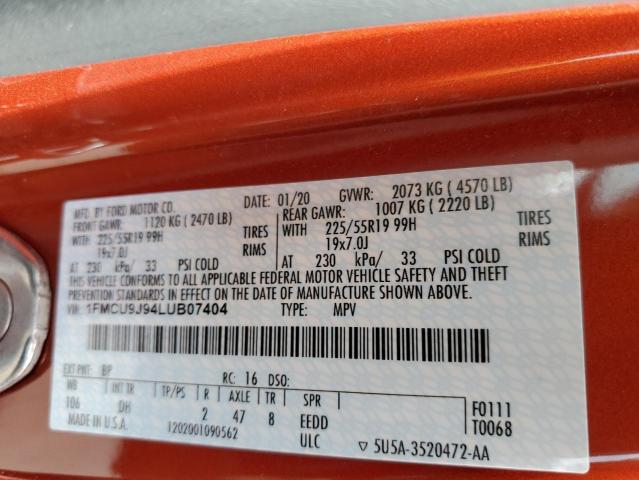 MFD. BY FORD MOTOR CO.
DATE: 01/20 GVWR: 2073 KG ( 4570 LB)
FRONT GAWR: 1120 KG ( 2470 LB) REAR GAWR: 1007 KG ( 2220 LB)
WITH 225/55R19 99H TIRES WITH 225/55R19 99H TIRES
19x7.0J RIMS 19x7.0J RIMS
AT 230 kPa/ 33 PSI COLD AT 230 kPa/ 33 PSI COLD
THIS VEHICLE CONFORMS TO ALL APPLICABLE FEDERAL MOTOR VEHICLE SAFETY AND THEFT
PREVENTION STANDARDS IN EFFECT ON THE DATE OF MANUFACTURE SHOWN ABOVE.
VIN: 1FMCU9J94LUB07404 TYPE: MPV
EXT PNT: BP RC: 16 DSO:
WB INT TR TP/PS R AXLE TR SPR
106 DH 2 47 8 EEDD F0111
MADE IN U.S.A. 1202001090562 ULC T0068
▽ 5U5A-3520472-AA